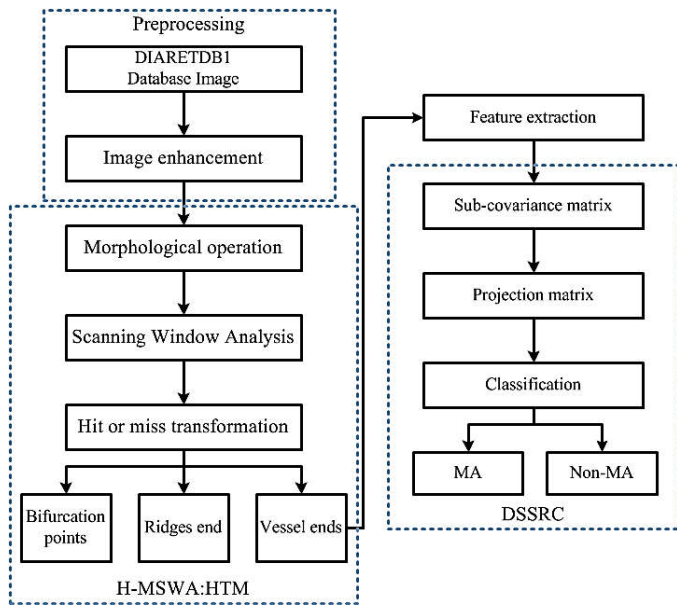 Preprocessing
DIARETDB1
Database Image
Image enhancement
Morphological operation
Scanning Window Analysis
Hit or miss transformation
Bifurcation
points
Ridges end
Vessel ends
H-MSWA:HTM
Feature extraction
Sub-covariance matrix
Projection matrix
Classification
MA
Non-MA
DSSRC